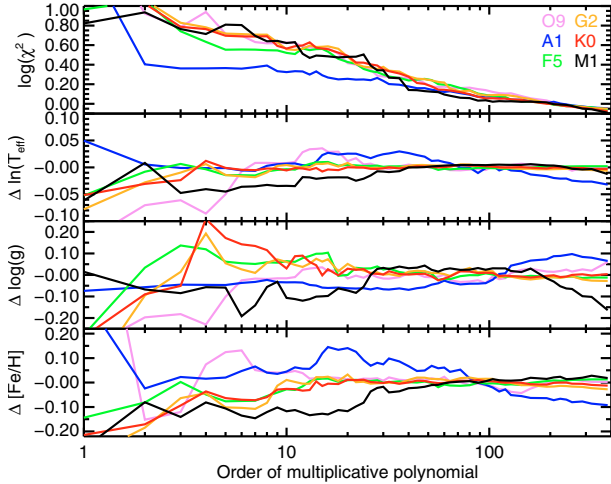 log(χ²)
1.00
0.80
0.60
0.40
0.20
0.00
O9 G2
A1 K0
F5 M1
Δ ln(T_eff)
0.10
0.05
-0.00
-0.05
-0.10
Δ log(g)
0.20
0.10
-0.00
-0.10
-0.20
Δ [Fe/H]
0.20
0.10
-0.00
-0.10
-0.20
1 10 100
Order of multiplicative polynomial